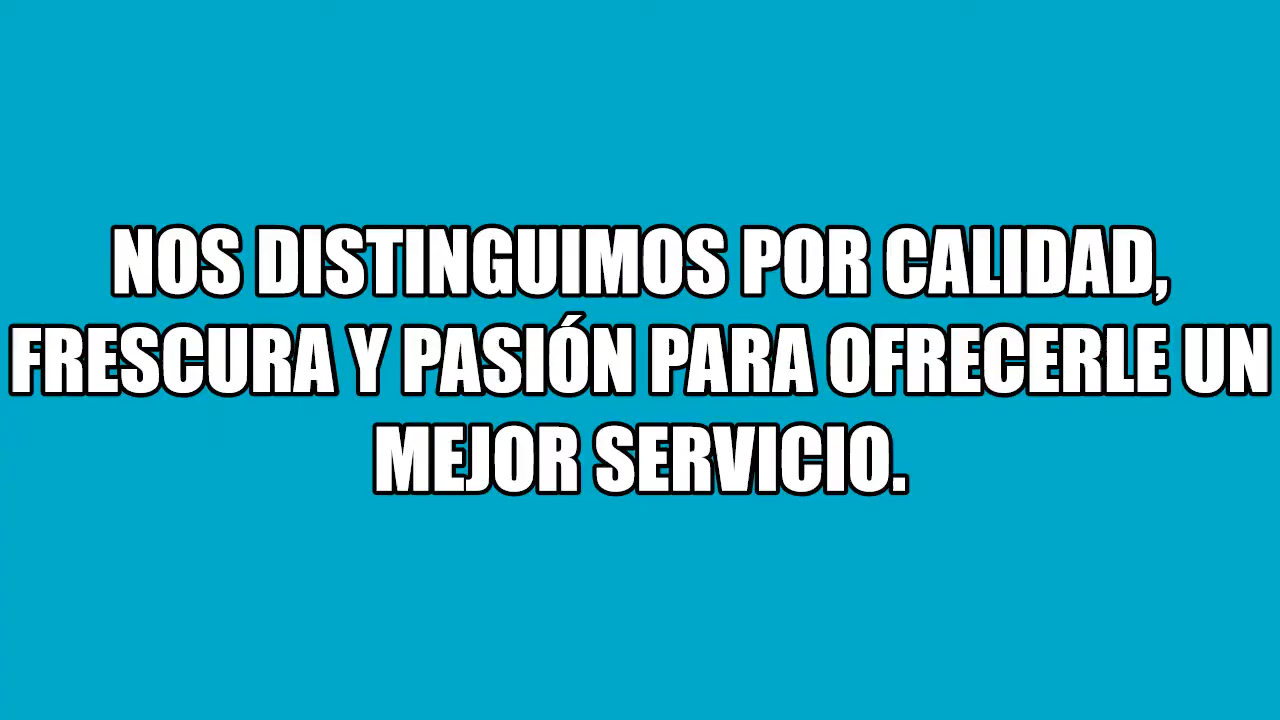 NOS DISTINGUIMOS POR CALIDAD,
FRESCURA Y PASIÓN PARA OFRECERLE UN
MEJOR SERVICIO.